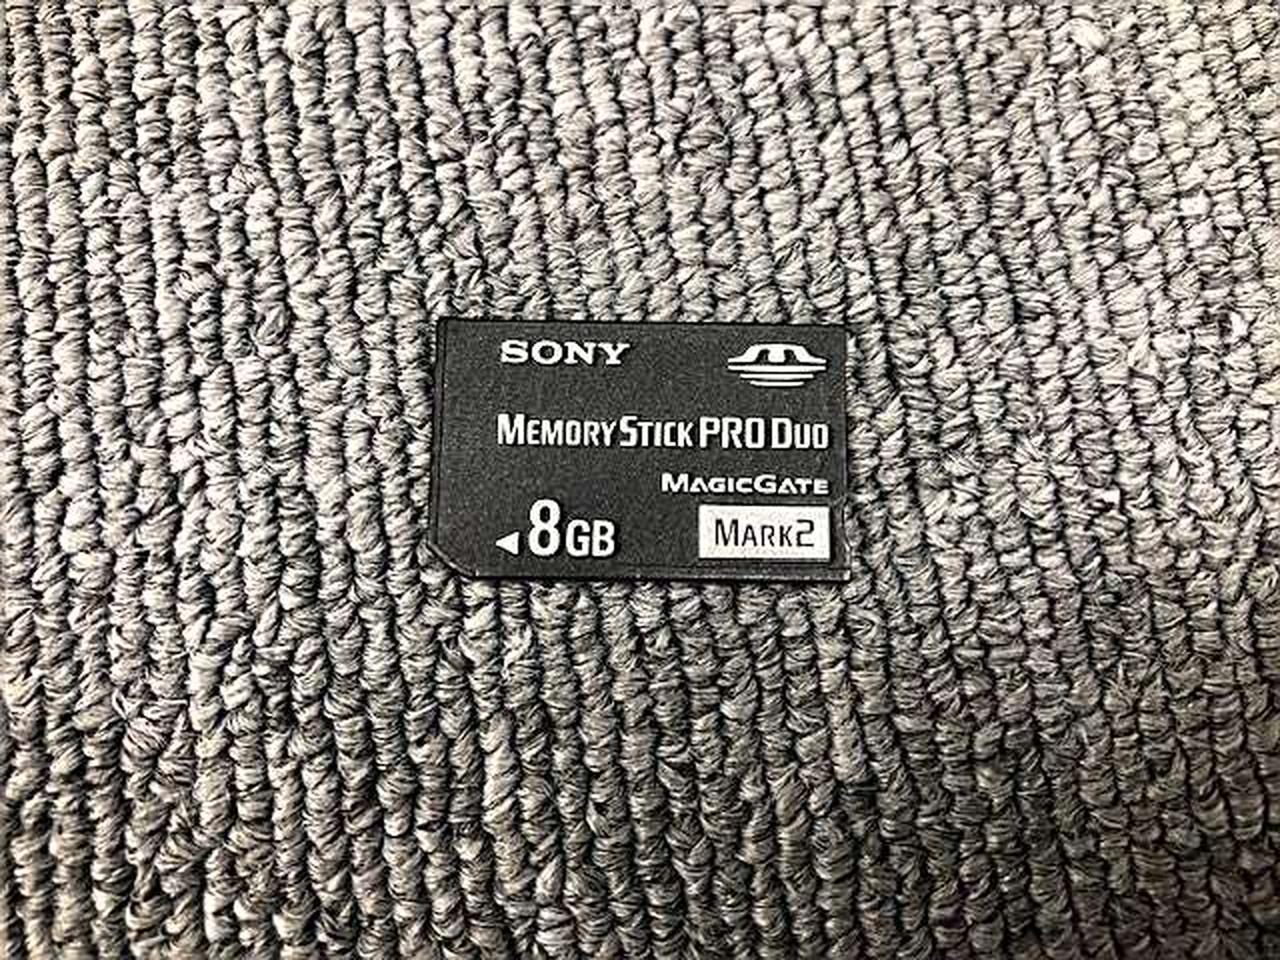 SONY
MEMORY STICK PRO DUO
MAGICGATE
◄8GB
MARK2